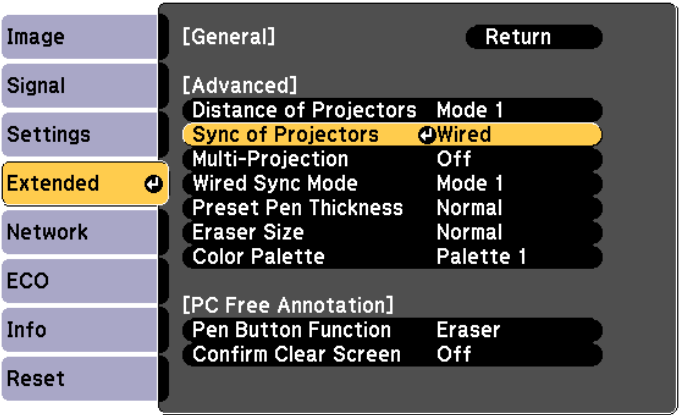 Image
Signal
Settings
Extended
Network
ECO
Info
Reset
[General] Return
[Advanced]
Distance of Projectors Mode 1
Sync of Projectors Wired
Multi-Projection Off
Wired Sync Mode Mode 1
Preset Pen Thickness Normal
Eraser Size Normal
Color Palette Palette 1
[PC Free Annotation]
Pen Button Function Eraser
Confirm Clear Screen Off